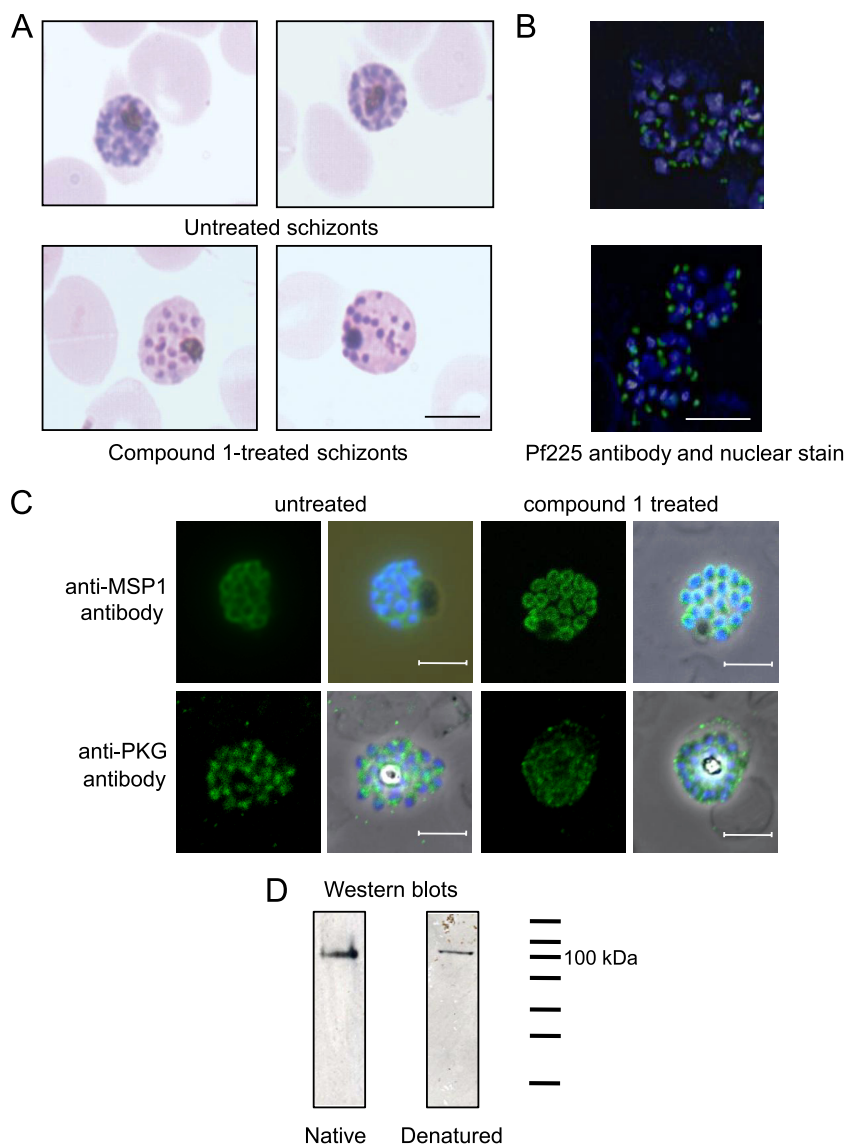 A
B
Untreated schizonts
Compound 1-treated schizonts
Pf225 antibody and nuclear stain
C
untreated
compound 1 treated
anti-MSP1
antibody
anti-PKG
antibody
D
Western blots
100 kDa
Native
Denatured